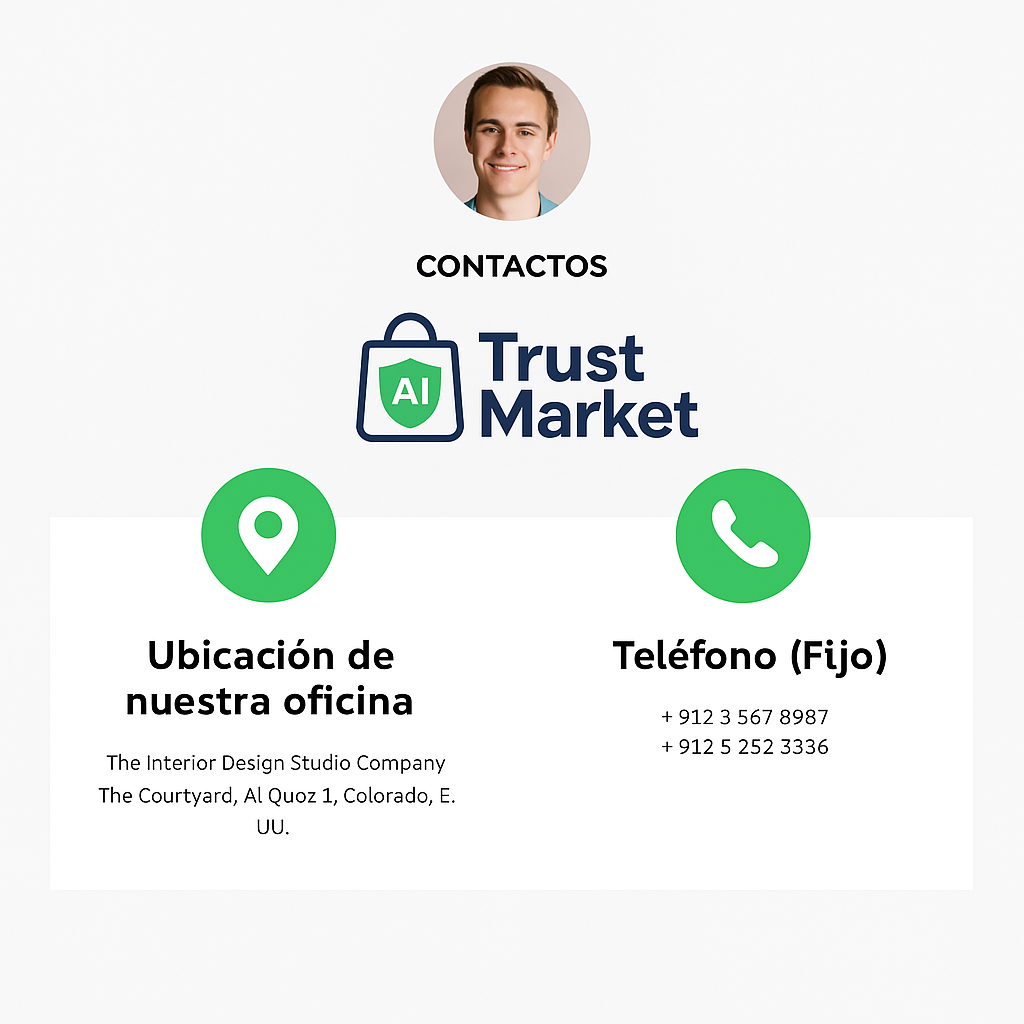 CONTACTOS
AI
Trust
Market
Ubicación de
nuestra oficina
The Interior Design Studio Company
The Courtyard, Al Quoz 1, Colorado, E.
UU.
Teléfono (Fijo)
+ 912 3 567 8987
+ 912 5 252 3336